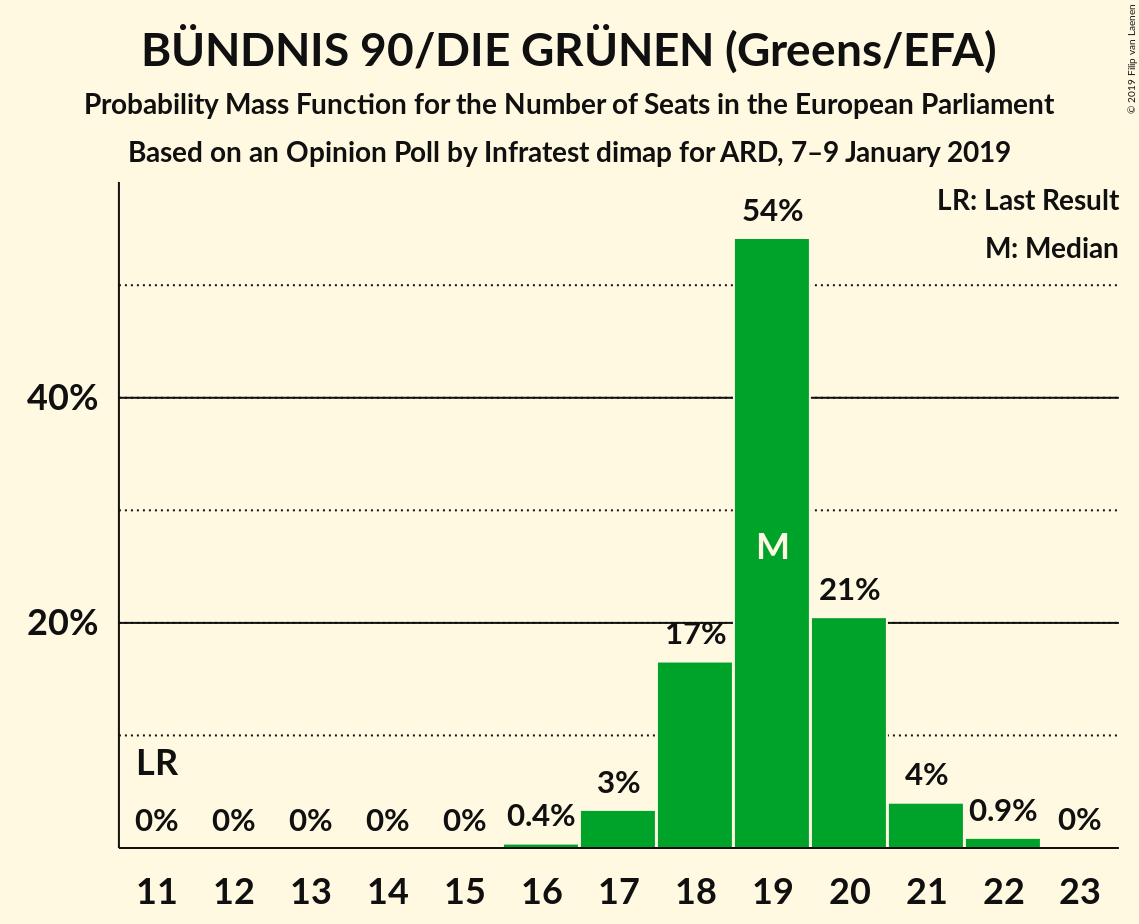 BÜNDNIS 90/DIE GRÜNEN (Greens/EFA)
Probability Mass Function for the Number of Seats in the European Parliament
Based on an Opinion Poll by Infratest dimap for ARD, 7–9 January 2019
© 2019 Filip van Laenen
LR: Last Result
M: Median
54%
40%
M
21%
20%
17%
LR
3%
4%
0% 0% 0% 0% 0% 0.4% 0.9% 0%
11 12 13 14 15 16 17 18 19 20 21 22 23